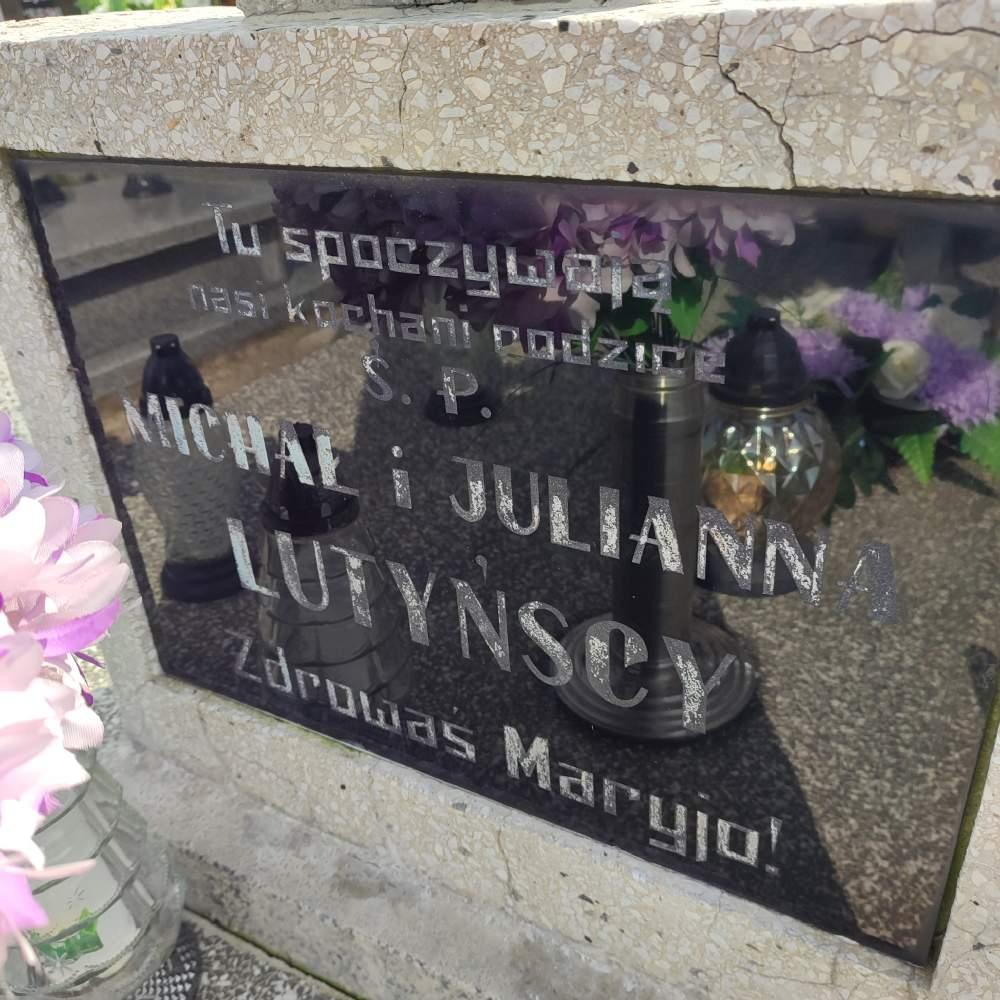 Tu spoczywają
nasi kochani rodzice
Ś. P.
MICHAŁ i JULIANNA
LUTYŃSCY
Zdrowaś Maryjo!